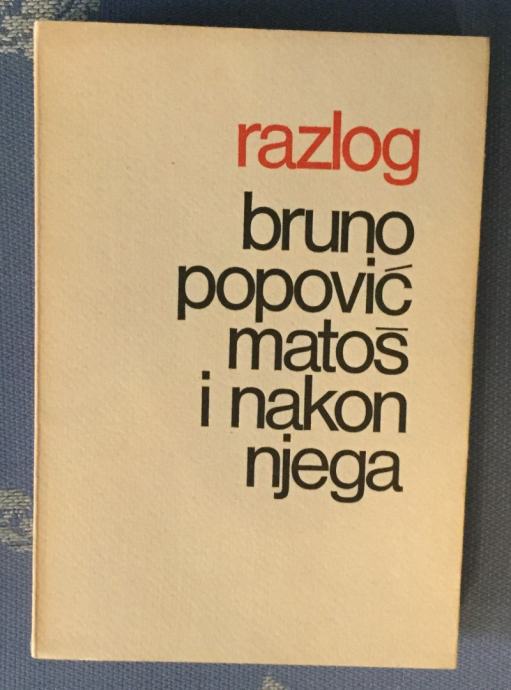 razlog
bruno
popović
matoš
i nakon
njega